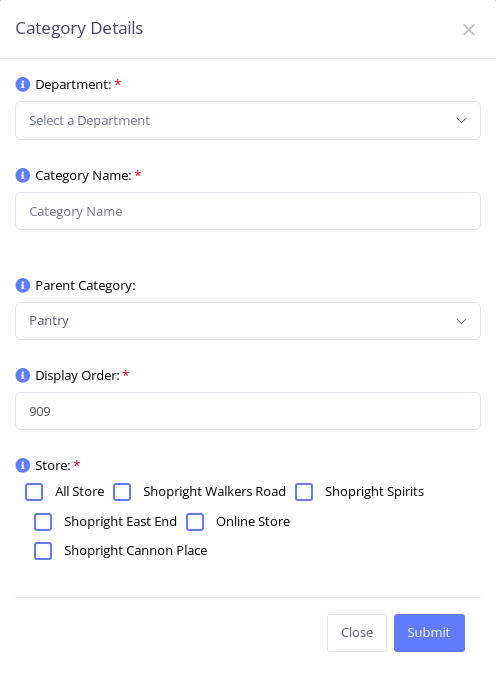 Category Details
Department: *
Select a Department
Category Name: *
Category Name
Parent Category:
Pantry
Display Order: *
909
Store: *
All Store Shopright Walkers Road Shopright Spirits
Shopright East End Online Store
Shopright Cannon Place
Close Submit